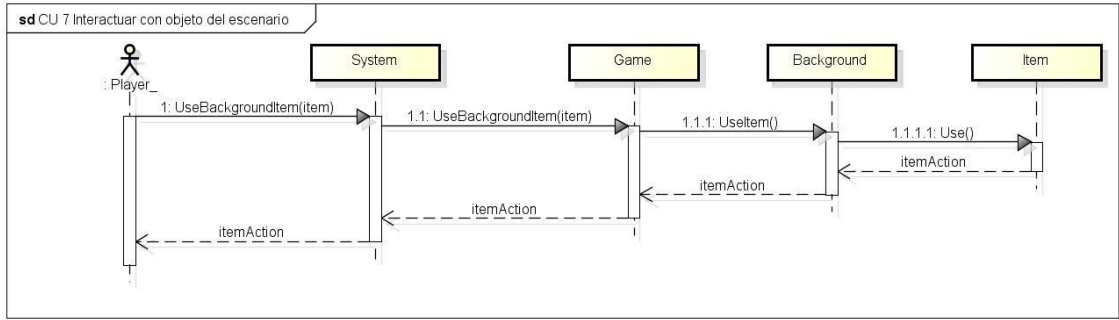 sd CU 7 Interactuar con objeto del escenario
System
Game
Background
Item
: Player_
1: UseBackgroundItem(item)
1.1: UseBackgroundItem(item)
1.1.1: UseItem()
1.1.1.1: Use()
itemAction
itemAction
itemAction
itemAction